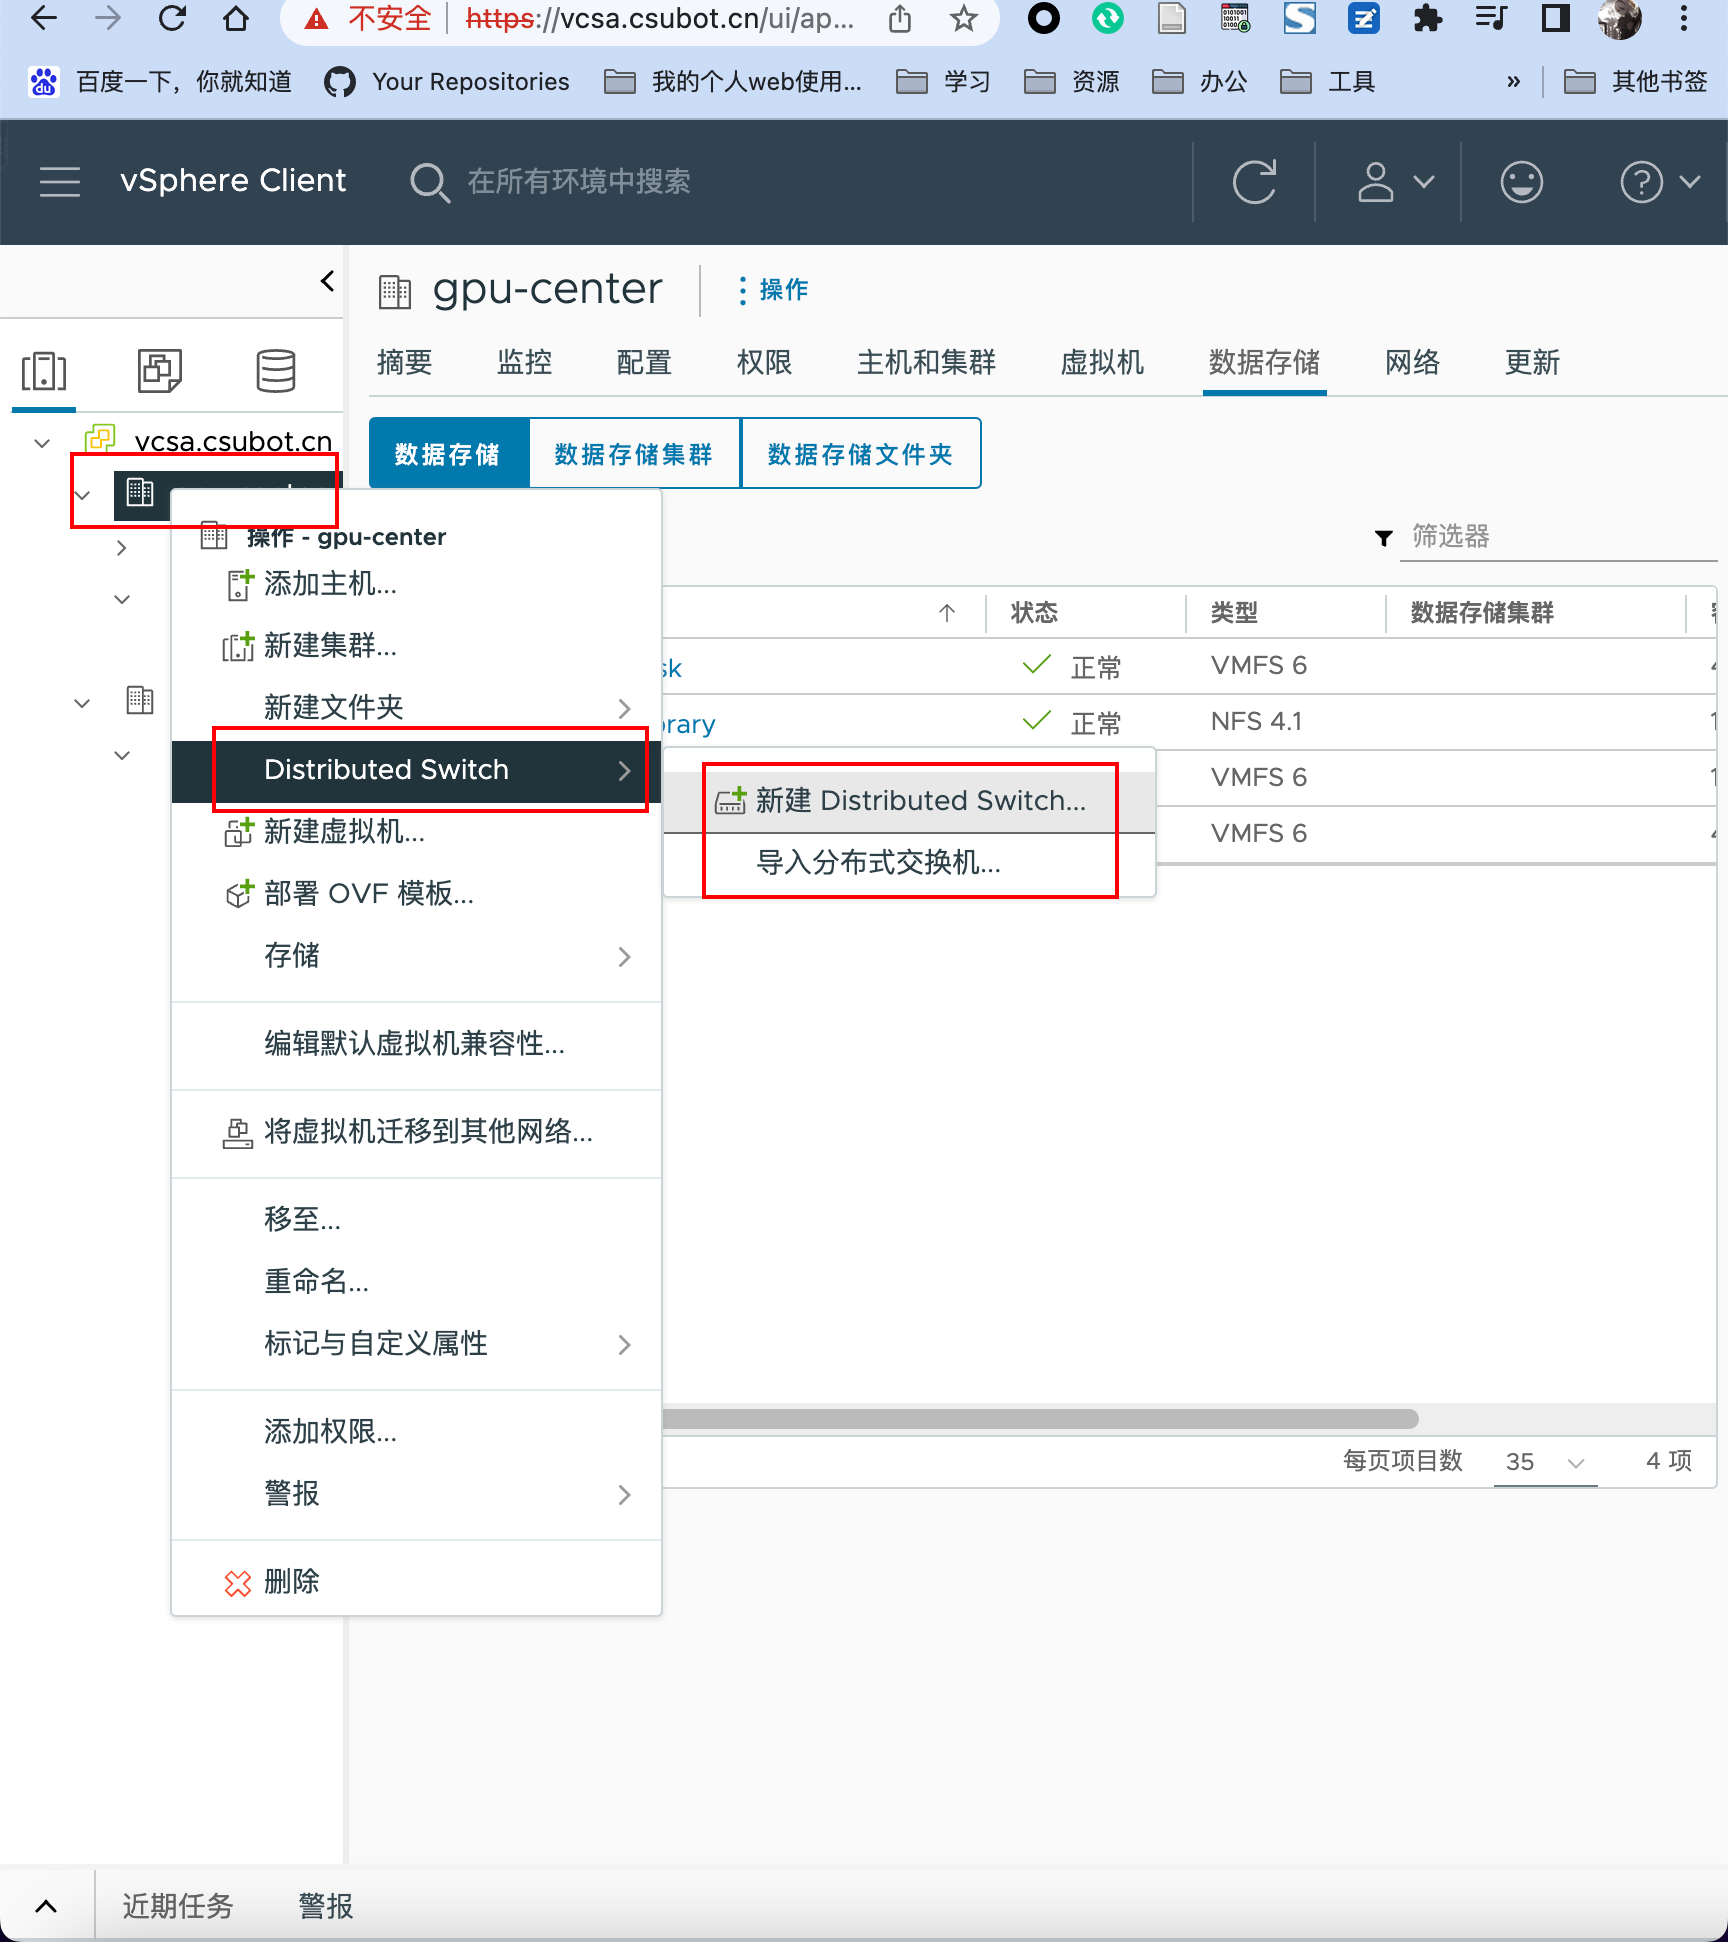 不安全
https://vcsa.csubot.cn/ui/ap...
百度一下，你就知道
Your Repositories
我的个人web使用...
学习
资源
办公
工具
»
其他书签
vSphere Client
在所有环境中搜索
gpu-center
操作
摘要
监控
配置
权限
主机和集群
虚拟机
数据存储
网络
更新
vcsa.csubot.cn
数据存储
数据存储集群
数据存储文件夹
操作 - gpu-center
筛选器
添加主机...
新建集群...
新建文件夹
Distributed Switch
新建虚拟机...
部署 OVF 模板...
存储
编辑默认虚拟机兼容性...
将虚拟机迁移到其他网络...
移至...
重命名...
标记与自定义属性
添加权限...
警报
删除
新建 Distributed Switch...
导入分布式交换机...
状态
类型
数据存储集群
sk
正常
VMFS 6
rary
正常
NFS 4.1
VMFS 6
VMFS 6
每页项目数
35
4 项
近期任务
警报